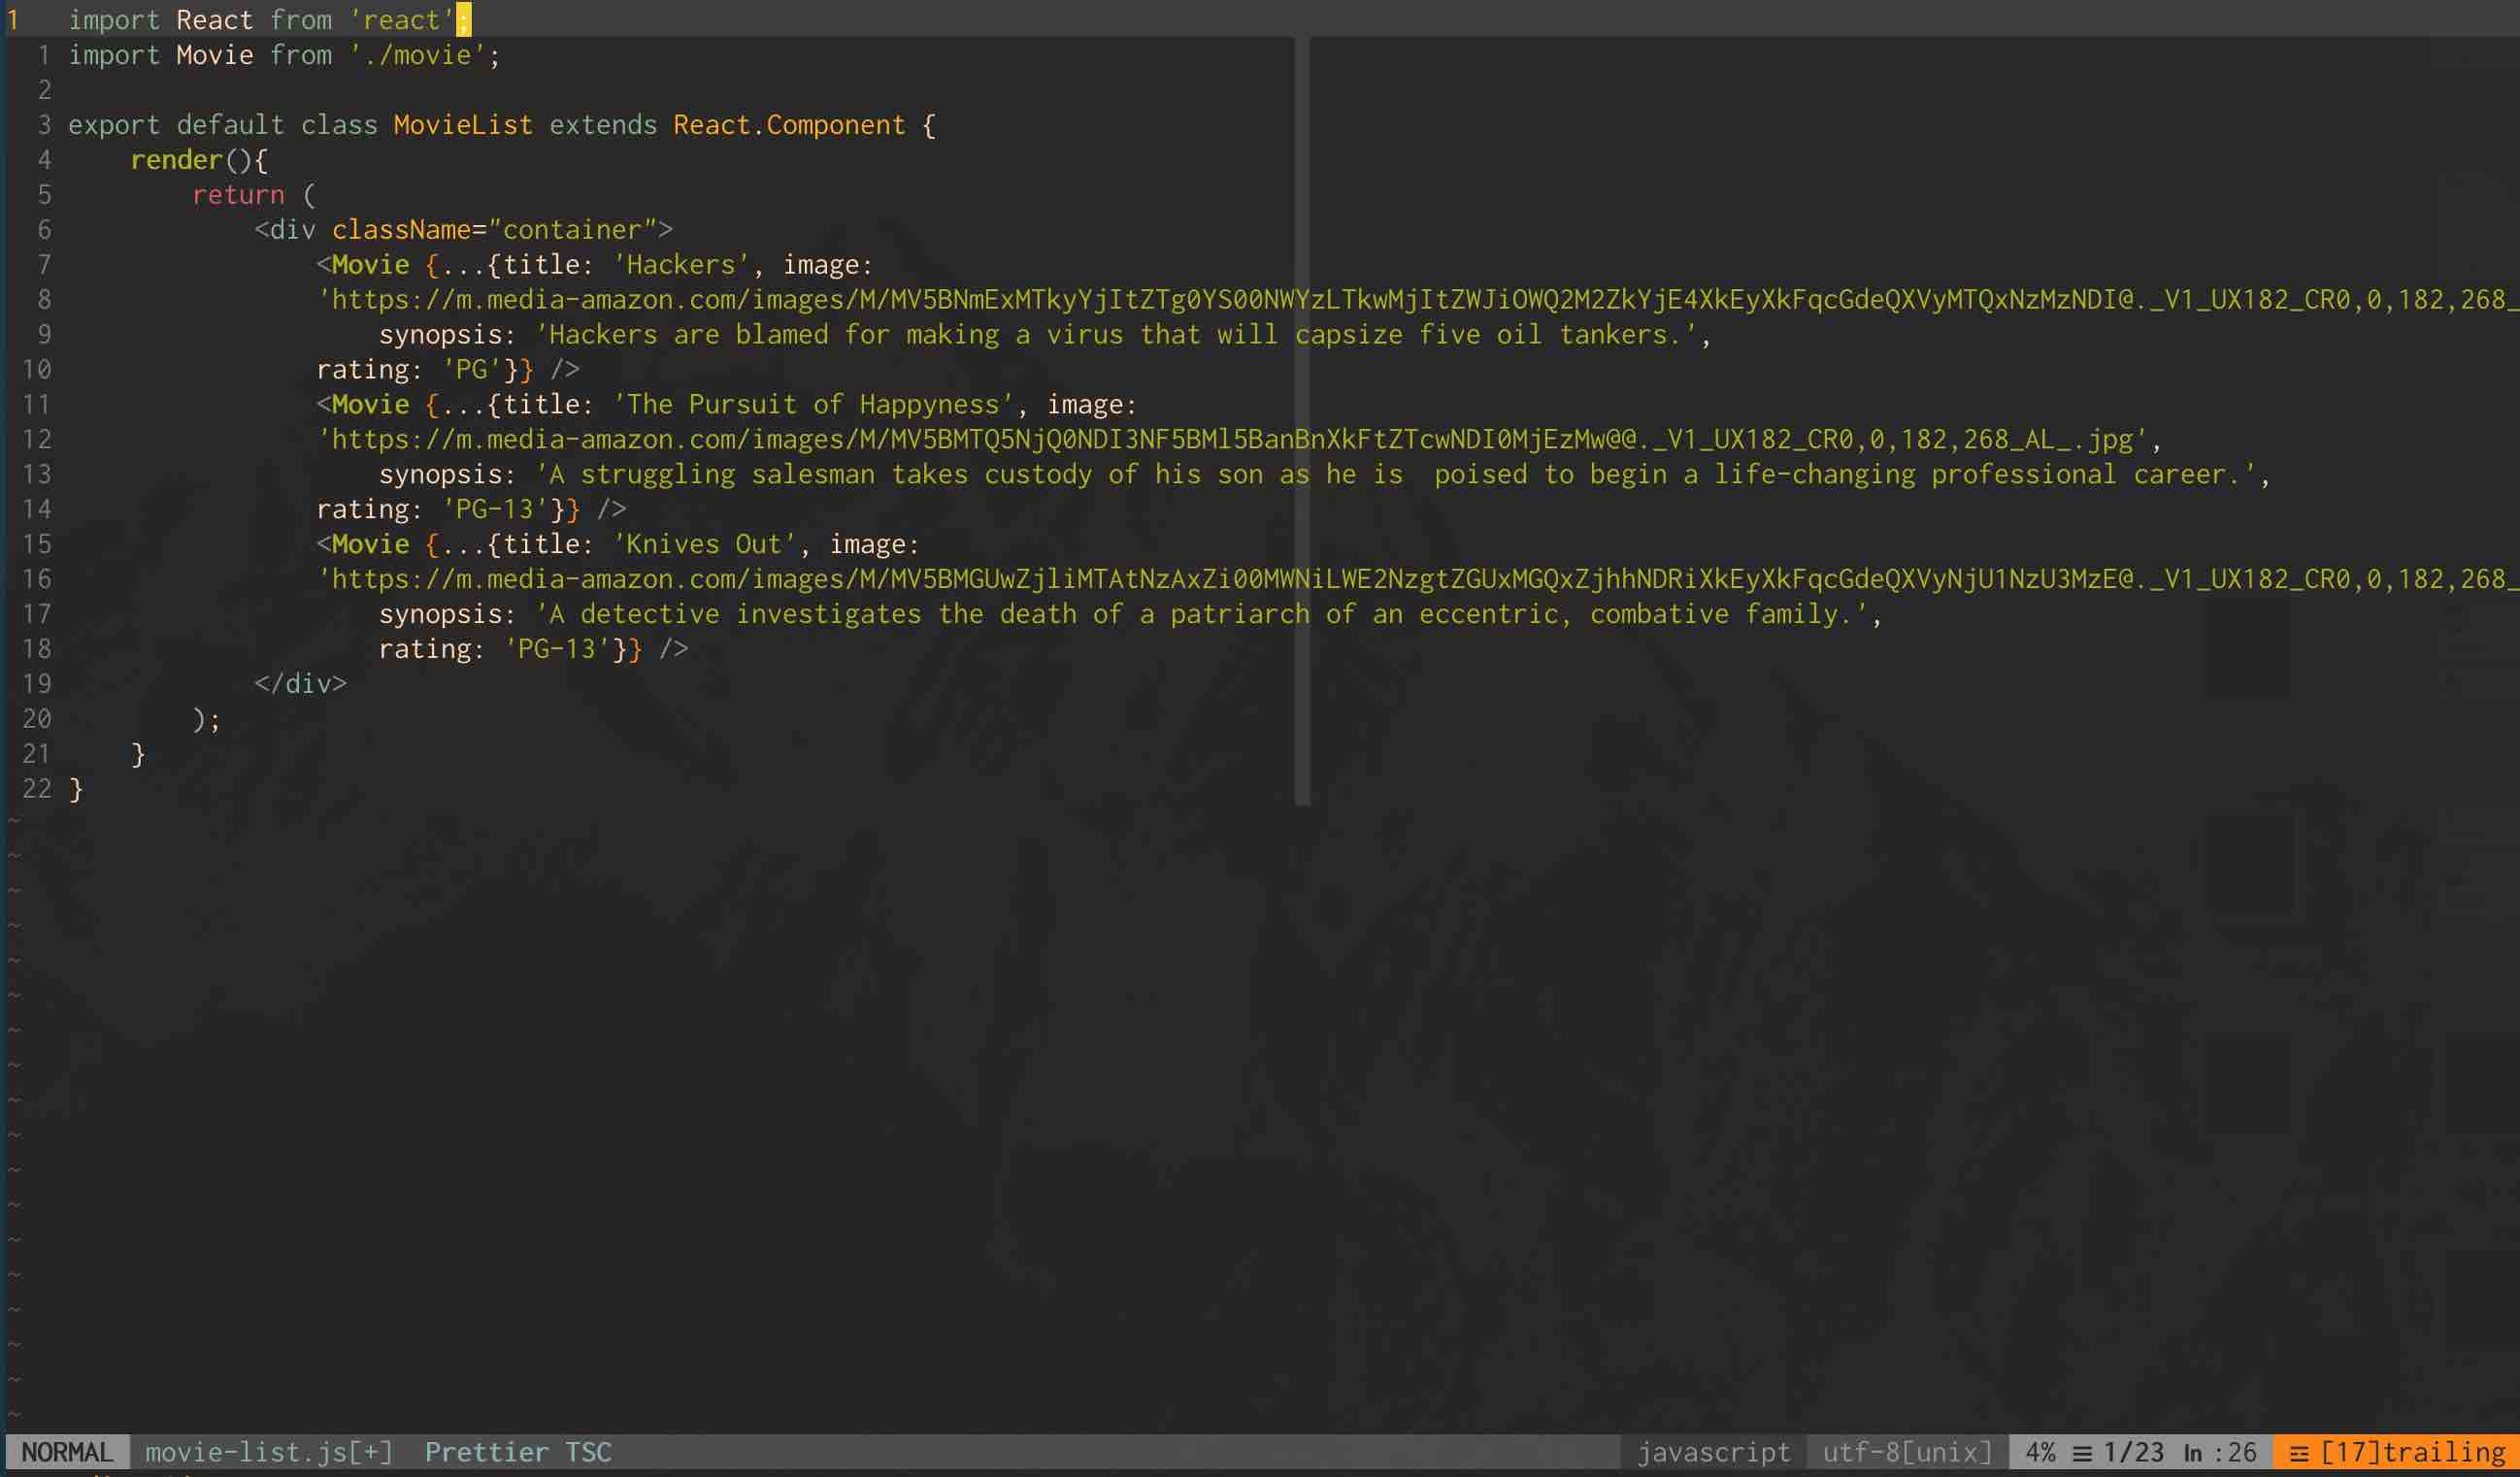 1 import React from 'react';
1 import Movie from './movie';
2
3 export default class MovieList extends React.Component {
4 render(){
5 return (
6 <div className="container">
7 <Movie {...{title: 'Hackers', image:
8 'https://m.media-amazon.com/images/M/MV5BNmExMTkyYjItZTg0YS00NWYzLTkwMjItZWJiOWQ2M2ZkYjE4XkEyXkFqcGdeQXVyMTQxNzMzNDI@._V1_UX182_CR0,0,182,268_
9 synopsis: 'Hackers are blamed for making a virus that will capsize five oil tankers.',
10 rating: 'PG'}} />
11 <Movie {...{title: 'The Pursuit of Happyness', image:
12 'https://m.media-amazon.com/images/M/MV5BMTQ5NjQ0NDI3NF5BMl5BanBnXkFtZTcwNDI0MjEzMw@@._V1_UX182_CR0,0,182,268_AL_.jpg',
13 synopsis: 'A struggling salesman takes custody of his son as he is  poised to begin a life-changing professional career.',
14 rating: 'PG-13'}} />
15 <Movie {...{title: 'Knives Out', image:
16 'https://m.media-amazon.com/images/M/MV5BMGUwZjliMTAtNzAxZi00MWNiLWE2NzgtZGUxMGQxZjhhNDRiXkEyXkFqcGdeQXVyNjU1NzU3MzE@._V1_UX182_CR0,0,182,268_
17 synopsis: 'A detective investigates the death of a patriarch of an eccentric, combative family.',
18 rating: 'PG-13'}} />
19 </div>
20 );
21 }
22 }
NORMAL movie-list.js[+] Prettier TSC javascript utf-8[unix] 4% ≡ 1/23 ln :26 ☲ [17]trailing